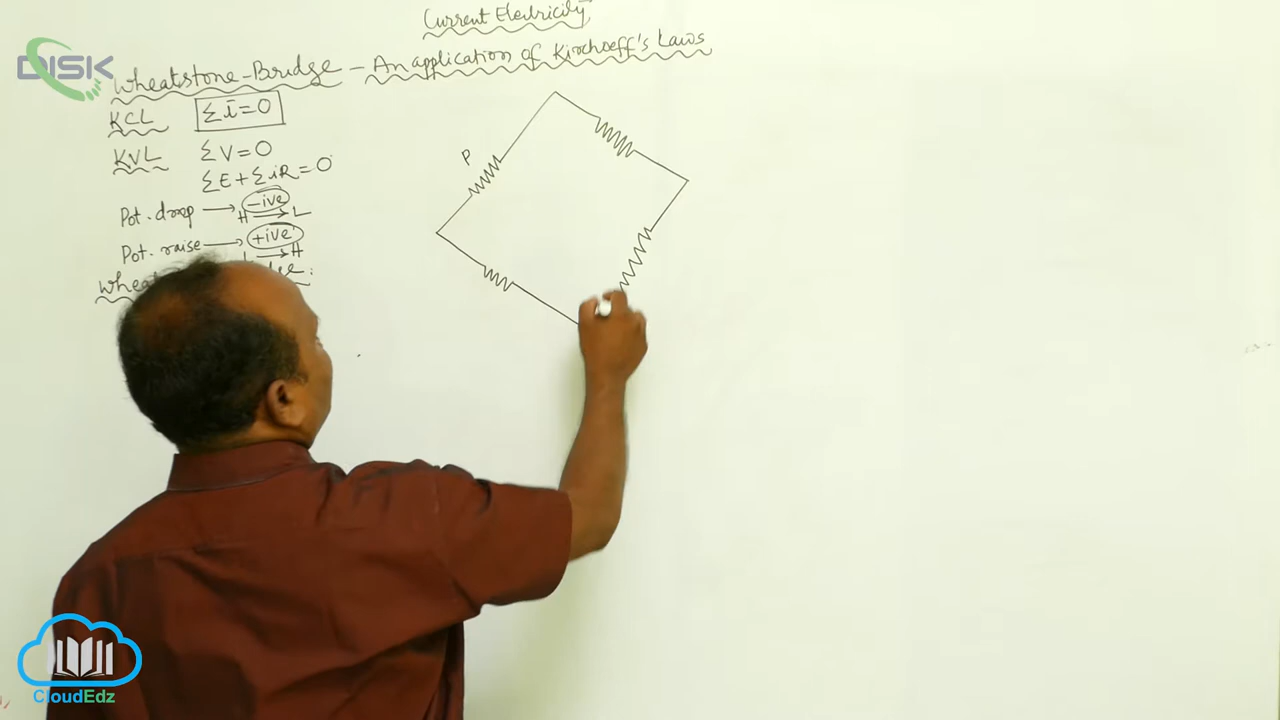 Current Electricity
DISK
Wheatstone-Bridge - An application of Kirchoeff's Laws
KCL Σi=0
KVL ΣV=0
ΣE+ΣiR=0
Pot. drop → -ive
H → L
Pot. raise → +ive
→ H
P
CloudEdz